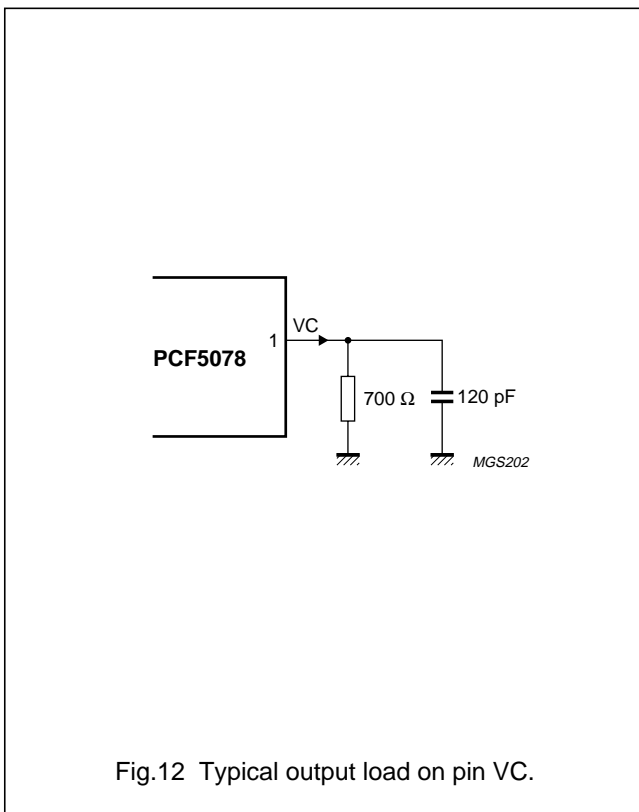 1
VC
PCF5078
700 Ω
120 pF
MGS202
Fig.12 Typical output load on pin VC.